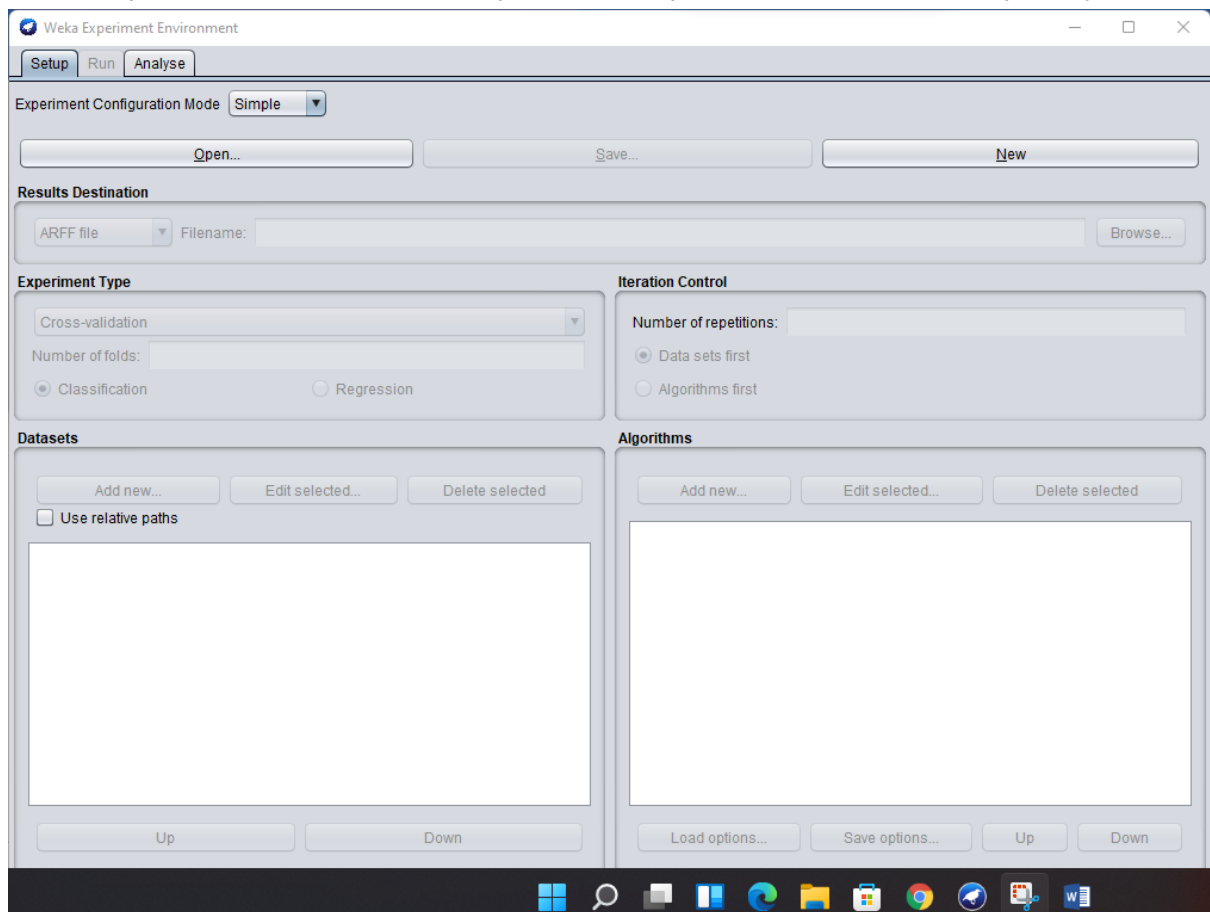 Weka Experiment Environment
Setup Run Analyse
Experiment Configuration Mode Simple
Open... Save... New
Results Destination
ARFF file Filename: Browse...
Experiment Type Iteration Control
Cross-validation Number of repetitions:
Number of folds: Data sets first
Classification Regression Algorithms first
Datasets Algorithms
Add new... Edit selected... Delete selected Add new... Edit selected... Delete selected
Use relative paths
Up Down Load options... Save options... Up Down